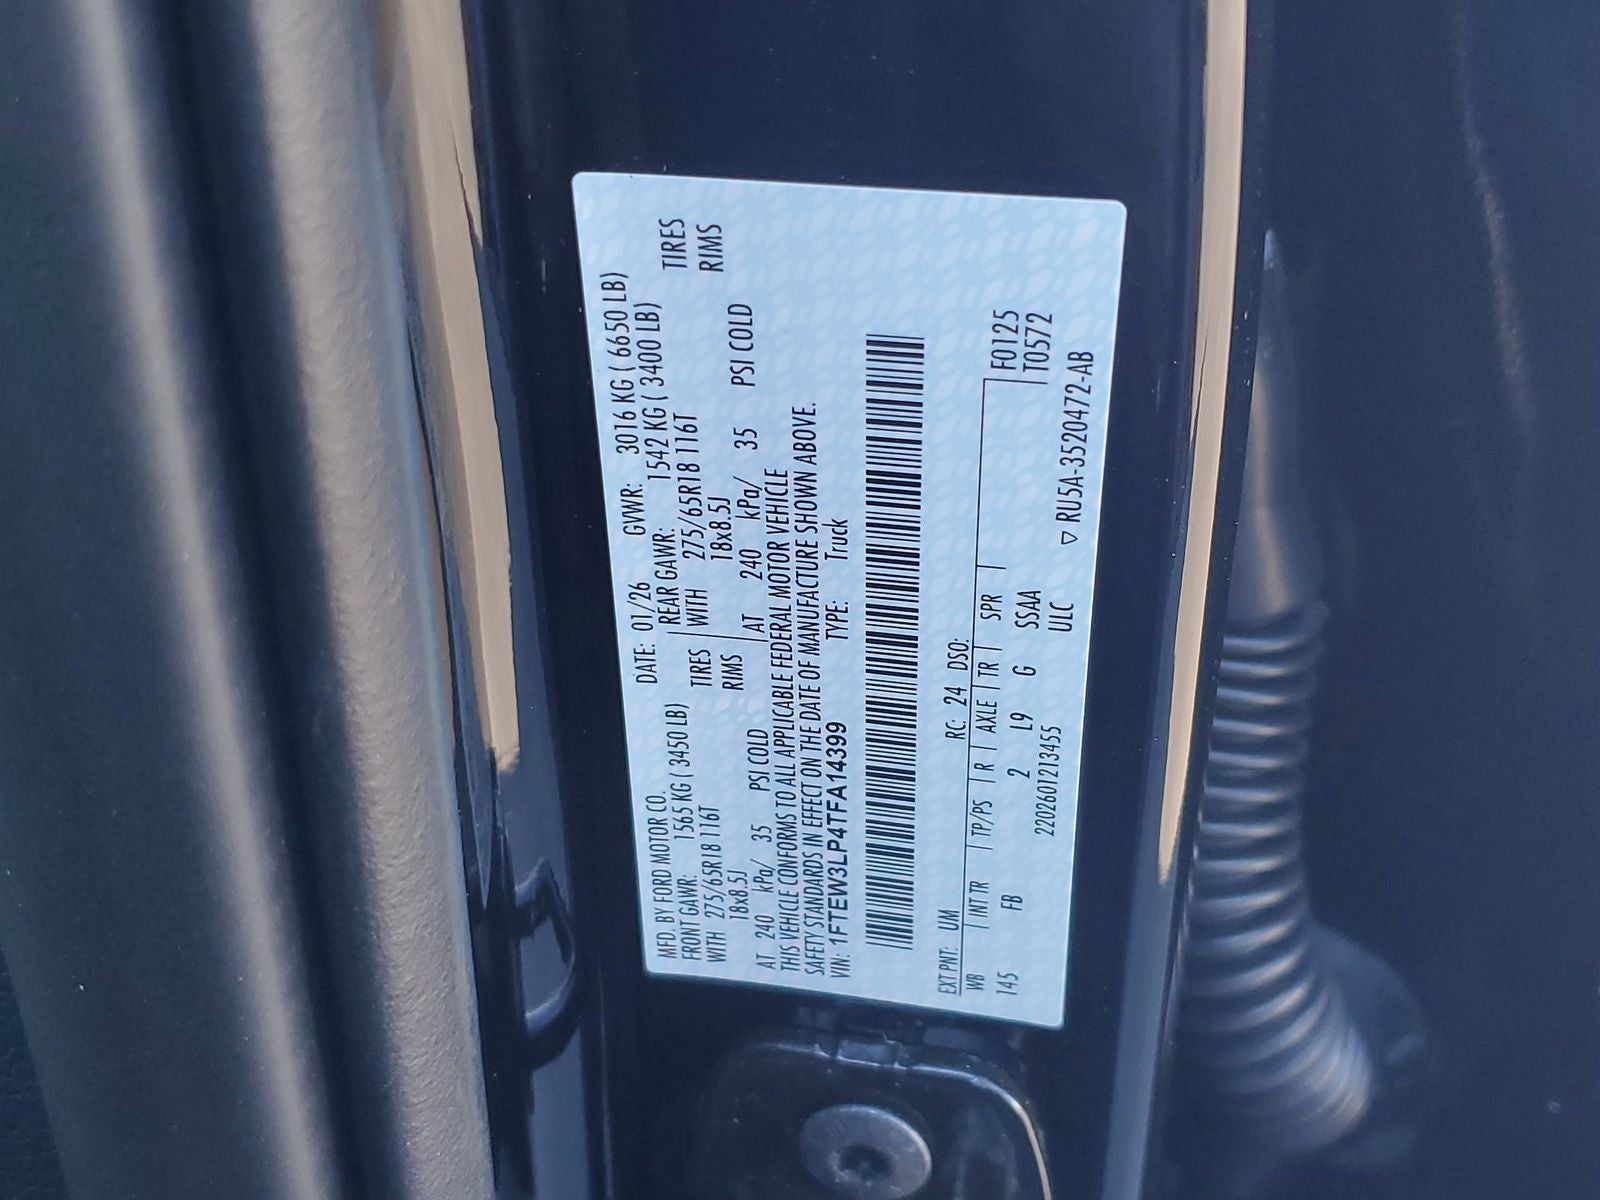 MFD. BY FORD MOTOR CO. DATE: 01/26 GVWR: 3016 KG ( 6650 LB)
FRONT GAWR: 1565 KG ( 3450 LB) REAR GAWR: 1542 KG ( 3400 LB)
WITH 275/65R18 116T TIRES WITH 275/65R18 116T TIRES
18x8.5J RIMS 18x8.5J RIMS
AT 240 kPa/ 35 PSI COLD AT 240 kPa/ 35 PSI COLD
THIS VEHICLE CONFORMS TO ALL APPLICABLE FEDERAL MOTOR VEHICLE
SAFETY STANDARDS IN EFFECT ON THE DATE OF MANUFACTURE SHOWN ABOVE.
VIN: 1FTEW3LP4TFA14399 TYPE: Truck
EXT PNT: UM RC: 24 DSO:
WB INT TR TP/PS R AXLE TR SPR F0125
145 FB 2 L9 G SSAA T0572
2202601213455 ULC
▽ RU5A-3520472-AB